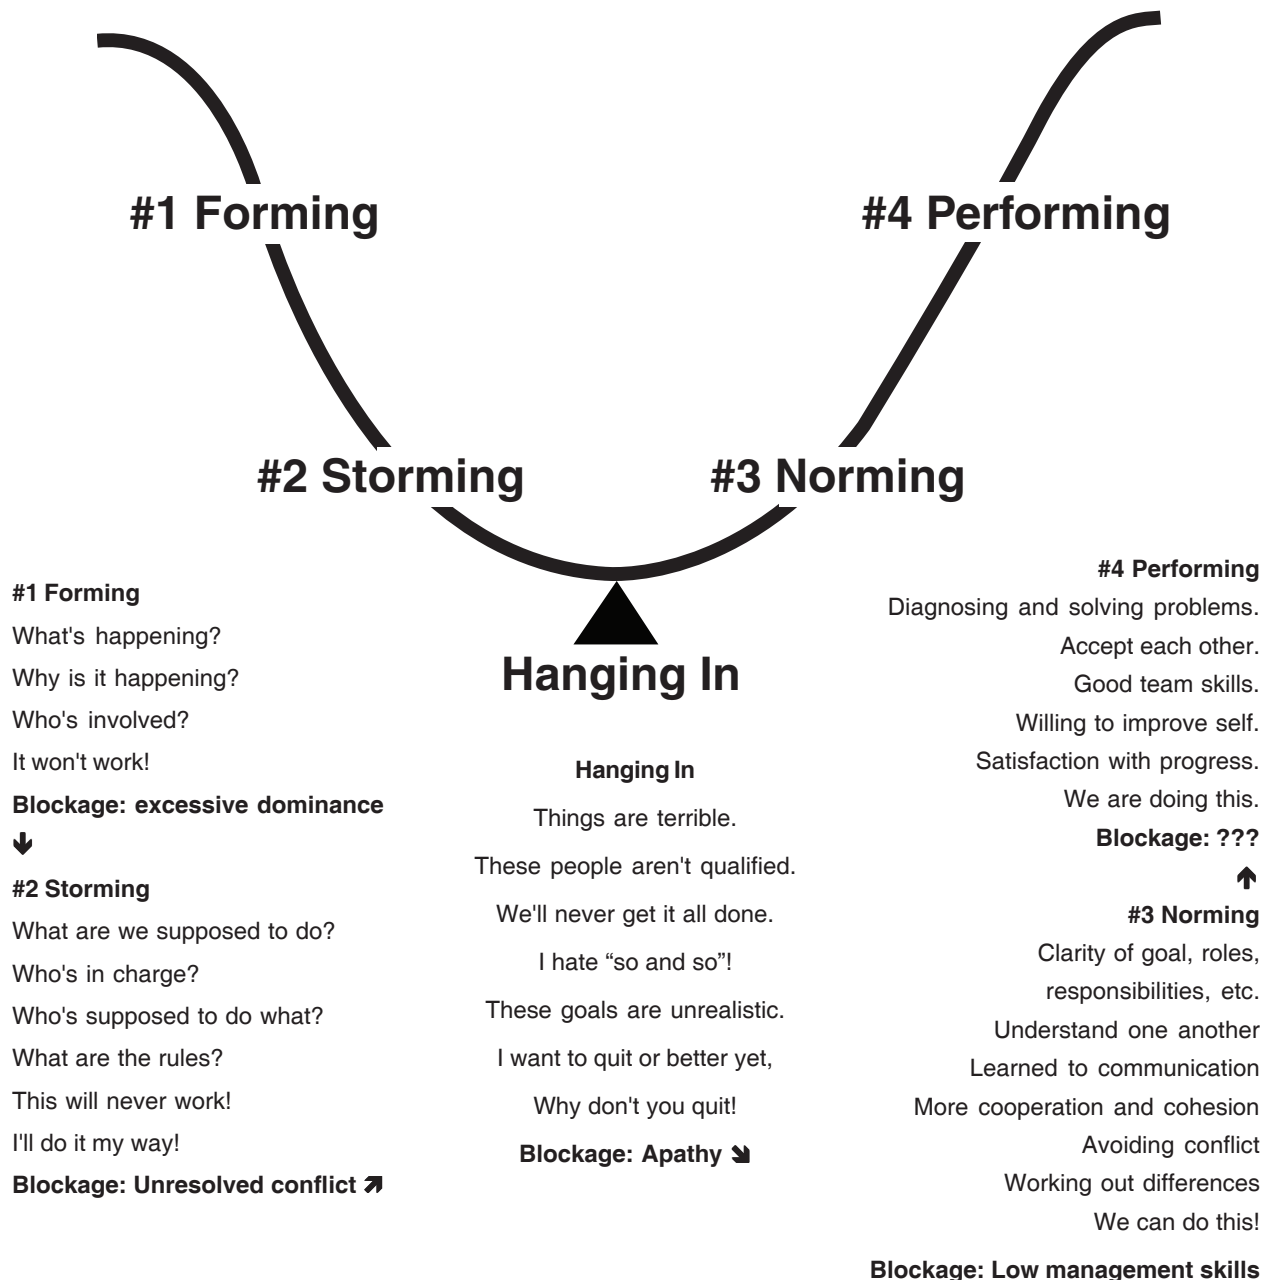 #1 Forming
#4 Performing
#2 Storming
#3 Norming
Hanging In
#1 Forming
What's happening?
Why is it happening?
Who's involved?
It won't work!
Blockage: excessive dominance
#2 Storming
What are we supposed to do?
Who's in charge?
Who's supposed to do what?
What are the rules?
This will never work!
I'll do it my way!
Blockage: Unresolved conflict
Hanging In
Things are terrible.
These people aren't qualified.
We'll never get it all done.
I hate “so and so”!
These goals are unrealistic.
I want to quit or better yet,
Why don't you quit!
Blockage: Apathy
#4 Performing
Diagnosing and solving problems.
Accept each other.
Good team skills.
Willing to improve self.
Satisfaction with progress.
We are doing this.
Blockage: ???
#3 Norming
Clarity of goal, roles,
responsibilities, etc.
Understand one another
Learned to communication
More cooperation and cohesion
Avoiding conflict
Working out differences
We can do this!
Blockage: Low management skills